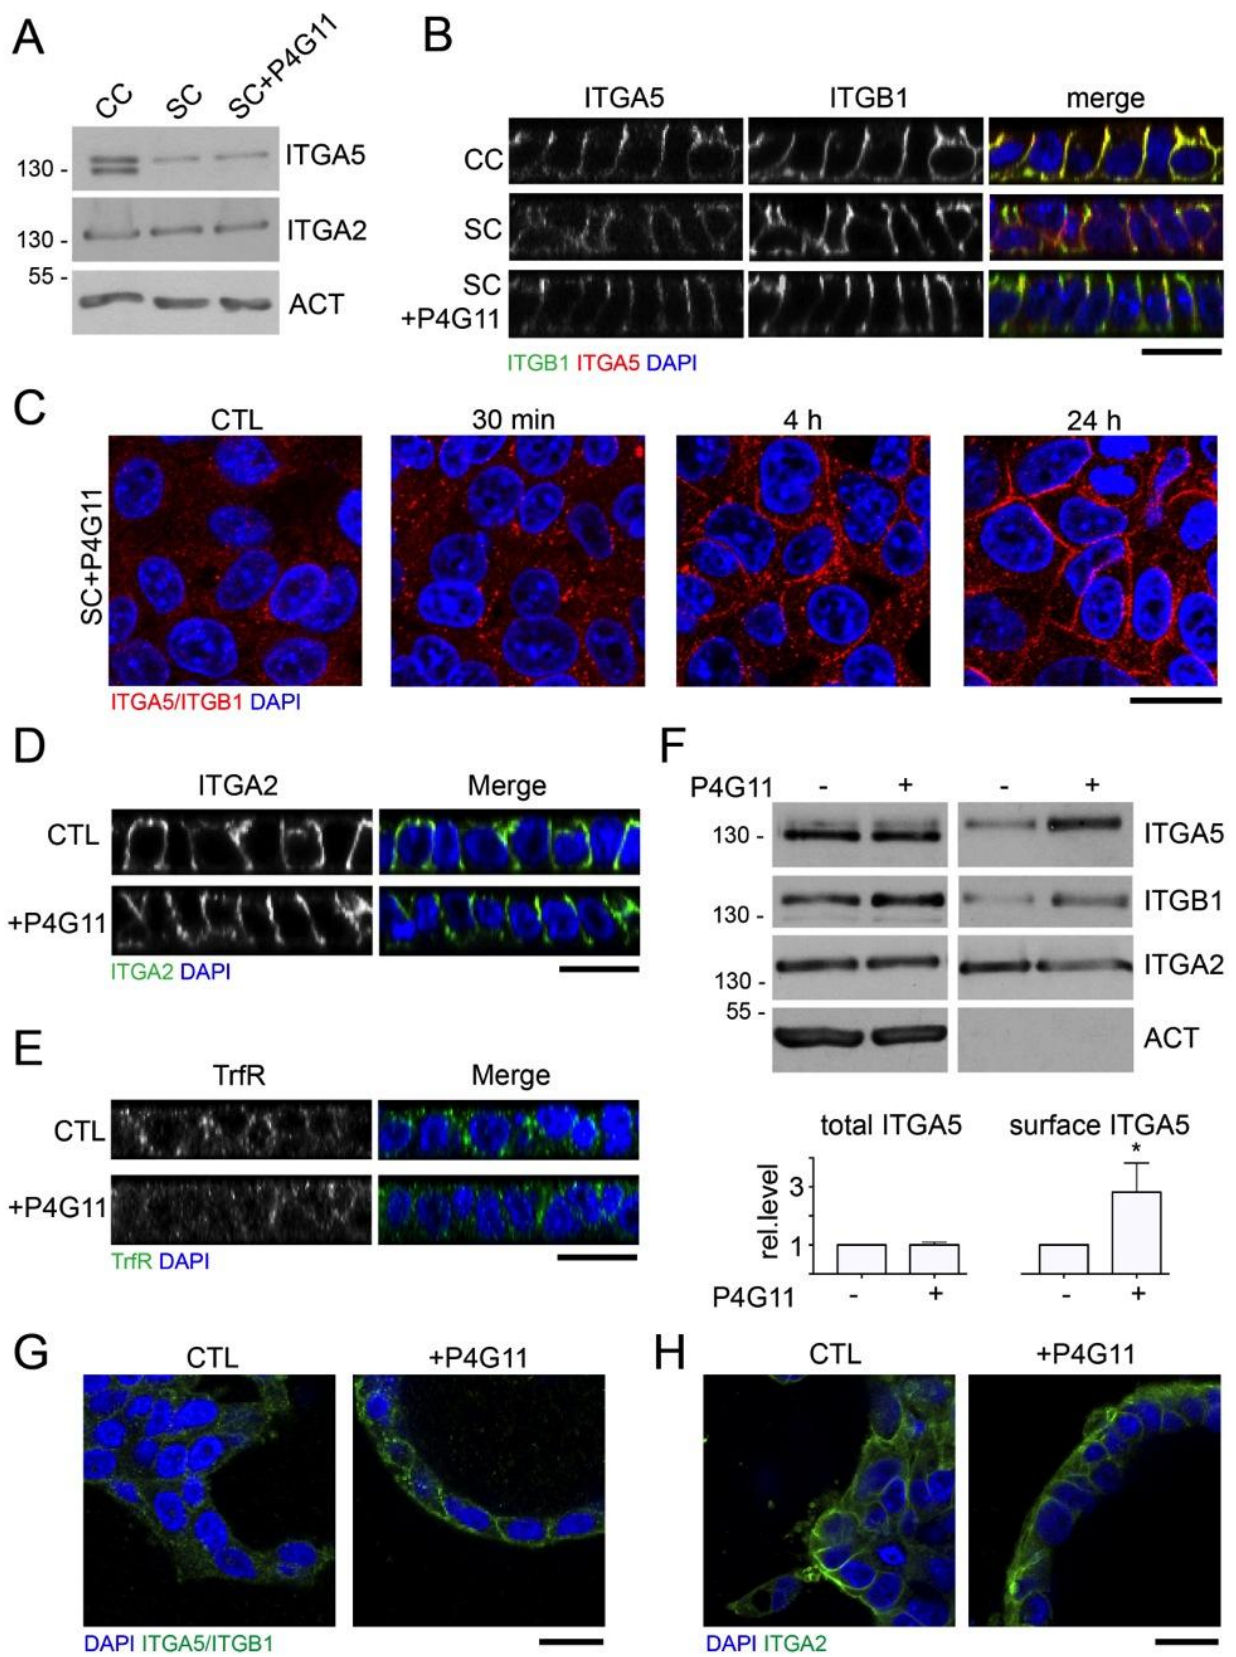 A
CC SC SC+P4G11
130 - ITGA5
130 - ITGA2
55 -
ACT
B
ITGA5 ITGB1 merge
CC
SC
SC
+P4G11
ITGB1 ITGA5 DAPI
C
CTL 30 min 4 h 24 h
SC+P4G11
ITGA5/ITGB1 DAPI
D
ITGA2 Merge
CTL
+P4G11
ITGA2 DAPI
E
TrfR Merge
CTL
+P4G11
TrfR DAPI
F
P4G11 - + - +
130 - ITGA5
130 - ITGB1
130 - ITGA2
55 -
ACT
total ITGA5 surface ITGA5
*
rel.level
3
1
P4G11 - + - +
G
CTL +P4G11
DAPI ITGA5/ITGB1
H
CTL +P4G11
DAPI ITGA2